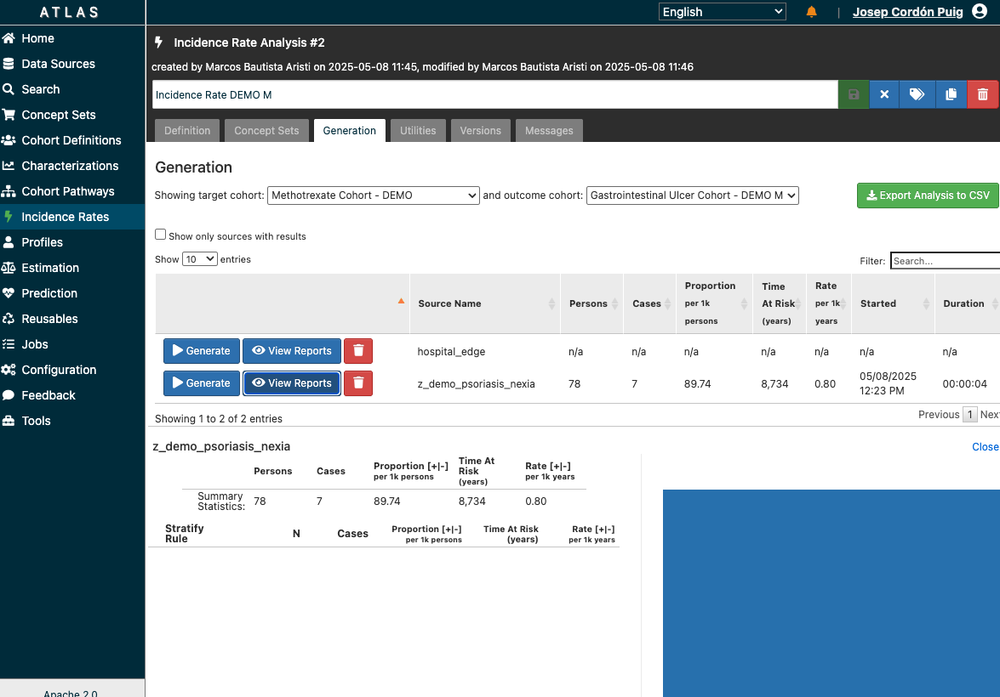 ATLAS
English
|
Josep Cordón Puig
Home
Data Sources
Search
Concept Sets
Cohort Definitions
Characterizations
Cohort Pathways
Incidence Rates
Profiles
Estimation
Prediction
Reusables
Jobs
Configuration
Feedback
Tools
Apache 2.0
Incidence Rate Analysis #2
created by Marcos Bautista Aristi on 2025-05-08 11:45, modified by Marcos Bautista Aristi on 2025-05-08 11:46
Incidence Rate DEMO M
Definition Concept Sets Generation Utilities Versions Messages
Generation
Showing target cohort: Methotrexate Cohort - DEMO and outcome cohort: Gastrointestinal Ulcer Cohort - DEMO M Export Analysis to CSV
Show only sources with results
Show 10 entries Filter: Search...
Source Name Persons Cases Proportion per 1k persons Time At Risk (years) Rate per 1k years Started Duration
Generate View Reports hospital_edge n/a n/a n/a n/a n/a n/a n/a
Generate View Reports z_demo_psoriasis_nexia 78 7 89.74 8,734 0.80 05/08/2025 12:23 PM 00:00:04
Showing 1 to 2 of 2 entries Previous 1 Nex
z_demo_psoriasis_nexia Close
Persons Cases Proportion [+|-] per 1k persons Time At Risk (years) Rate [+|-] per 1k years
Summary Statistics: 78 7 89.74 8,734 0.80
Stratify Rule N Cases Proportion [+|-] per 1k persons Time At Risk (years) Rate [+|-] per 1k years